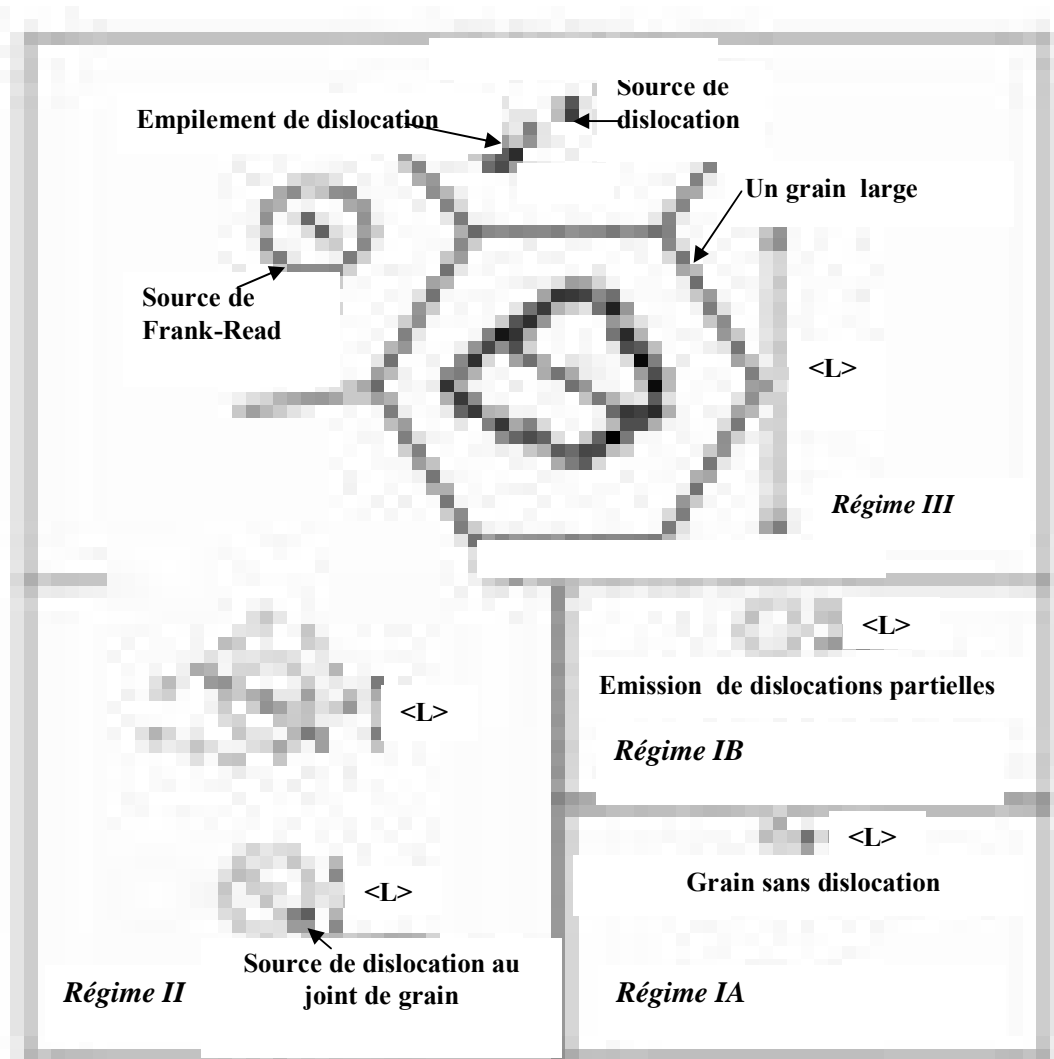 Source de
dislocation
Empilement de dislocation
Un grain large
Source de
Frank-Read
<L>
Régime III
<L>
Emission de dislocations partielles
Régime IB
<L>
<L>
Grain sans dislocation
Régime IA
<L>
Source de dislocation au
joint de grain
Régime II